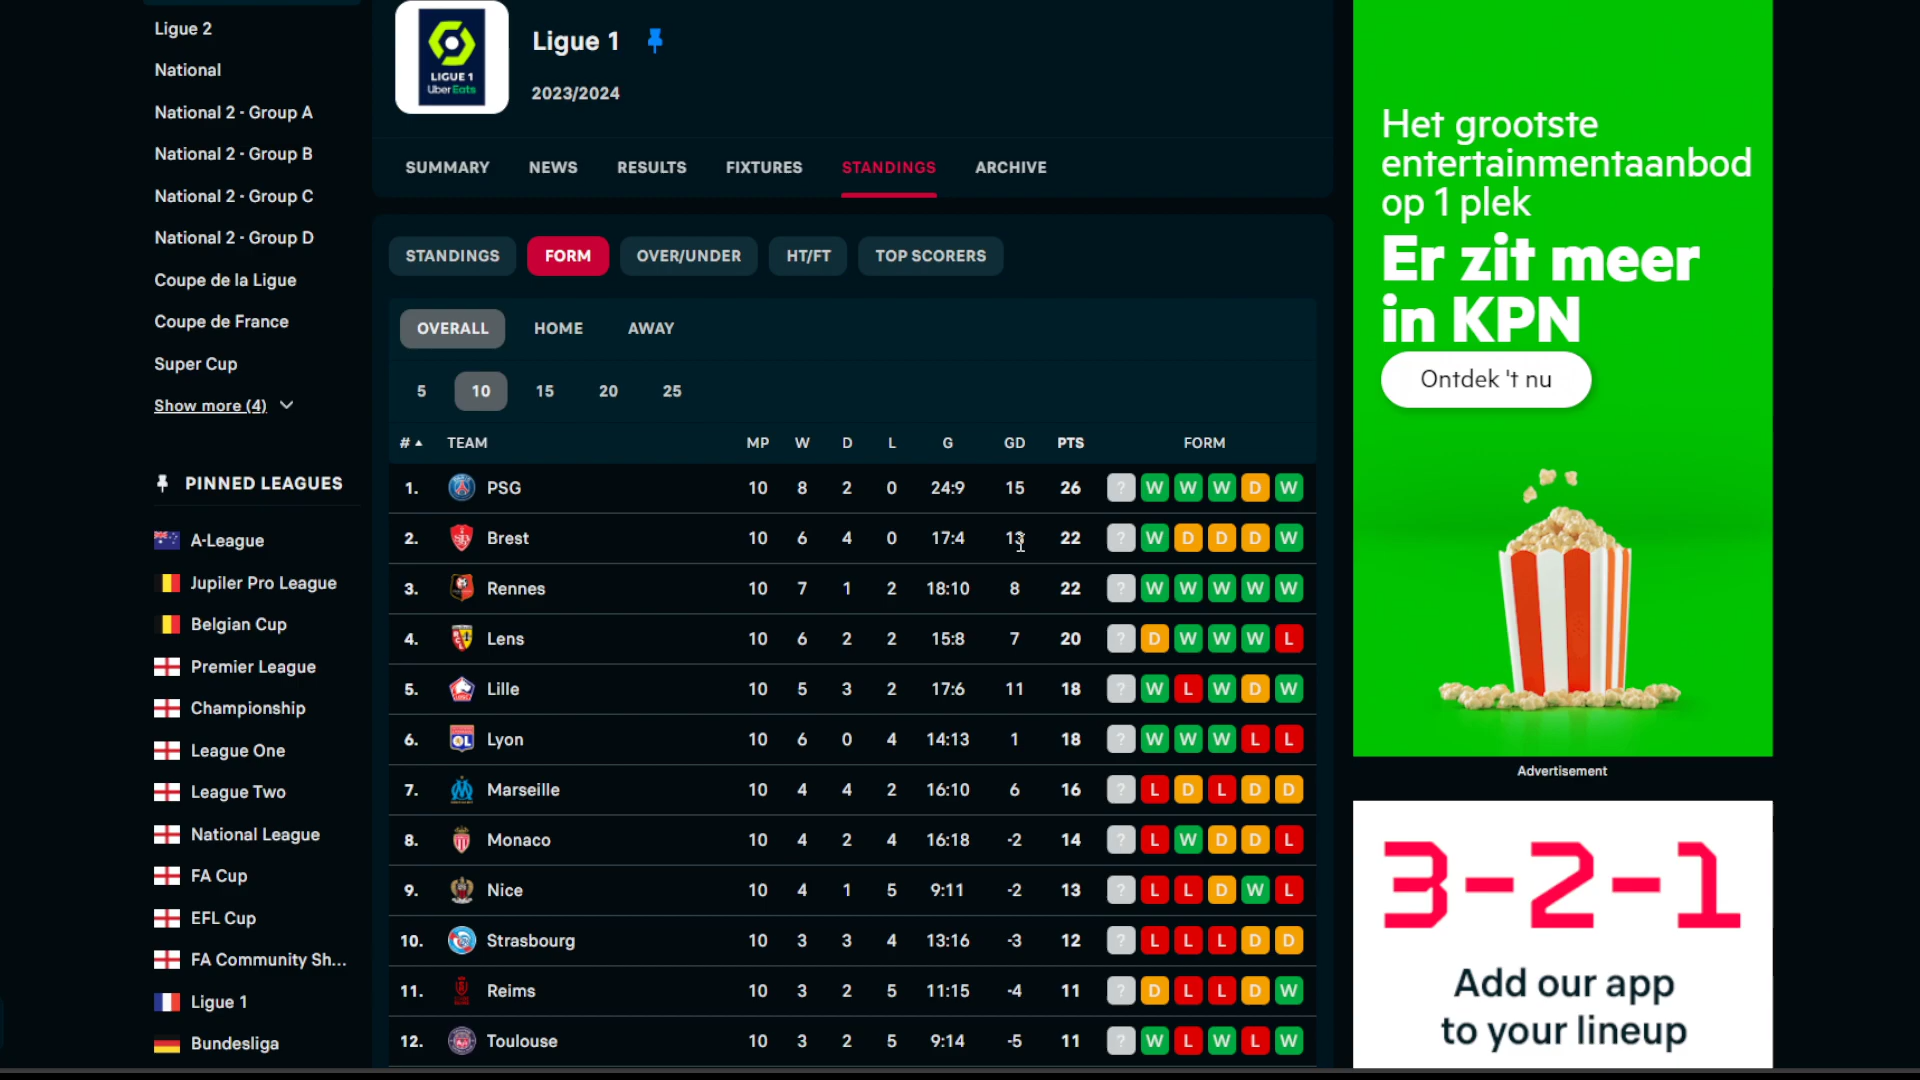 Ligue 2
National
National 2 - Group A
National 2 - Group B
National 2 - Group C
National 2 - Group D
Coupe de la Ligue
Coupe de France
Super Cup
Show more (4)
PINNED LEAGUES
A-League
Jupiler Pro League
Belgian Cup
Premier League
Championship
League One
League Two
National League
FA Cup
EFL Cup
FA Community Sh...
Ligue 1
Bundesliga
LIGUE 1
Uber Eats
Ligue 1
2023/2024
SUMMARY NEWS RESULTS FIXTURES STANDINGS ARCHIVE
STANDINGS FORM OVER/UNDER HT/FT TOP SCORERS
OVERALL HOME AWAY
5 10 15 20 25
# TEAM MP W D L G GD PTS FORM
1. PSG 10 8 2 0 24:9 15 26 ? W W W D W
2. Brest 10 6 4 0 17:4 13 22 ? W D D D W
3. Rennes 10 7 1 2 18:10 8 22 ? W W W W W
4. Lens 10 6 2 2 15:8 7 20 ? D W W W L
5. Lille 10 5 3 2 17:6 11 18 ? W L W D W
6. Lyon 10 6 0 4 14:13 1 18 ? W W W L L
7. Marseille 10 4 4 2 16:10 6 16 ? L D L D D
8. Monaco 10 4 2 4 16:18 -2 14 ? L W D D L
9. Nice 10 4 1 5 9:11 -2 13 ? L L D W L
10. Strasbourg 10 3 3 4 13:16 -3 12 ? L L L D D
11. Reims 10 3 2 5 11:15 -4 11 ? D L L D W
12. Toulouse 10 3 2 5 9:14 -5 11 ? W L W L W
Het grootste
entertainmentaanbod
op 1 plek
Er zit meer
in KPN
Ontdek 't nu
Advertisement
3-2-1
Add our app
to your lineup